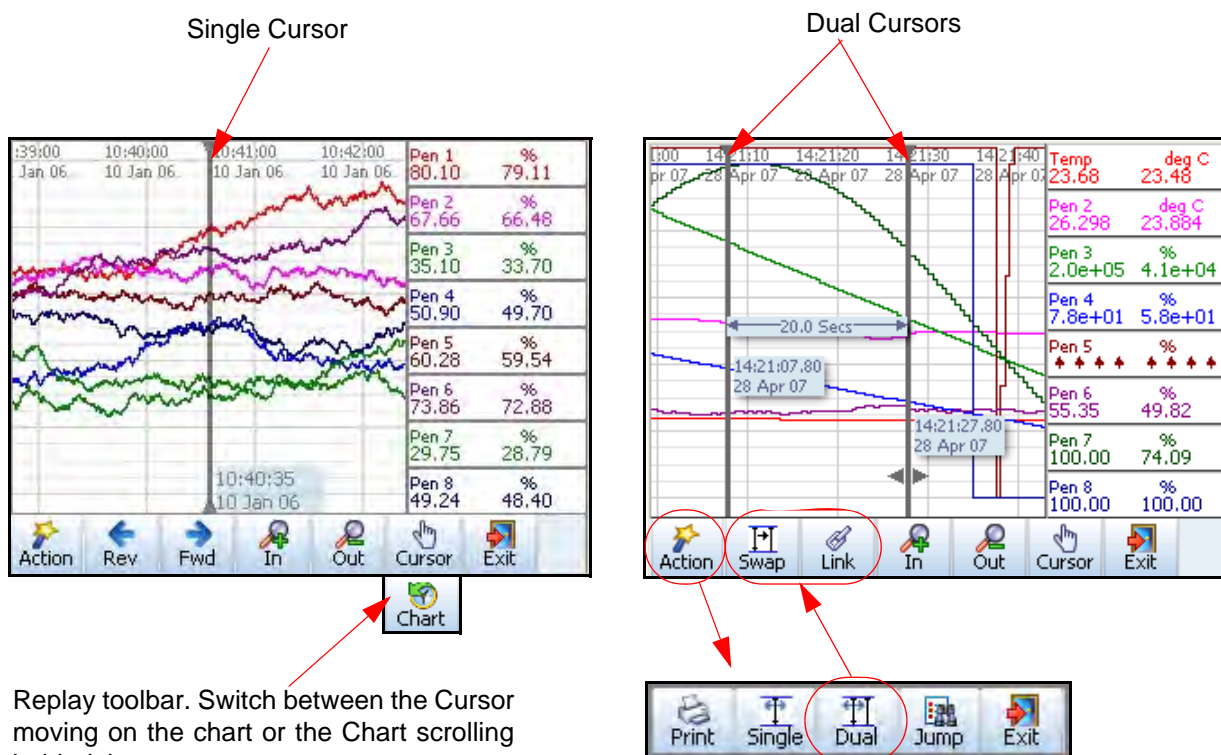 Single Cursor
Dual Cursors
:39:00 10:40:00 10:41:00 10:42:00
Jan 06 10 Jan 06 10 Jan 06 10 Jan 06
Pen 1 %
80.10 79.11
Pen 2 %
67.66 66.48
Pen 3 %
35.10 33.70
Pen 4 %
50.90 49.70
Pen 5 %
60.28 59.54
Pen 6 %
73.86 72.88
Pen 7 %
29.75 28.79
Pen 8 %
49.24 48.40
10:40:35
10 Jan 06
Action Rev Fwd In Out Cursor Exit
Chart
Replay toolbar. Switch between the Cursor
moving on the chart or the Chart scrolling
1:00 14:21:10 14:21:20 14:21:30 14:21:40
pr 07 28 Apr 07 28 Apr 07 28 Apr 07 28 Apr 0
Temp deg C
23.68 23.48
Pen 2 deg C
26.298 23.884
Pen 3 %
2.0e+05 4.1e+04
Pen 4 %
7.8e+01 5.8e+01
Pen 5 %
Pen 6 %
55.35 49.82
Pen 7 %
100.00 74.09
Pen 8 %
100.00 100.00
20.0 Secs
14:21:07.80
28 Apr 07
14:21:27.80
28 Apr 07
Action Swap Link In Out Cursor Exit
Print Single Dual Jump Exit